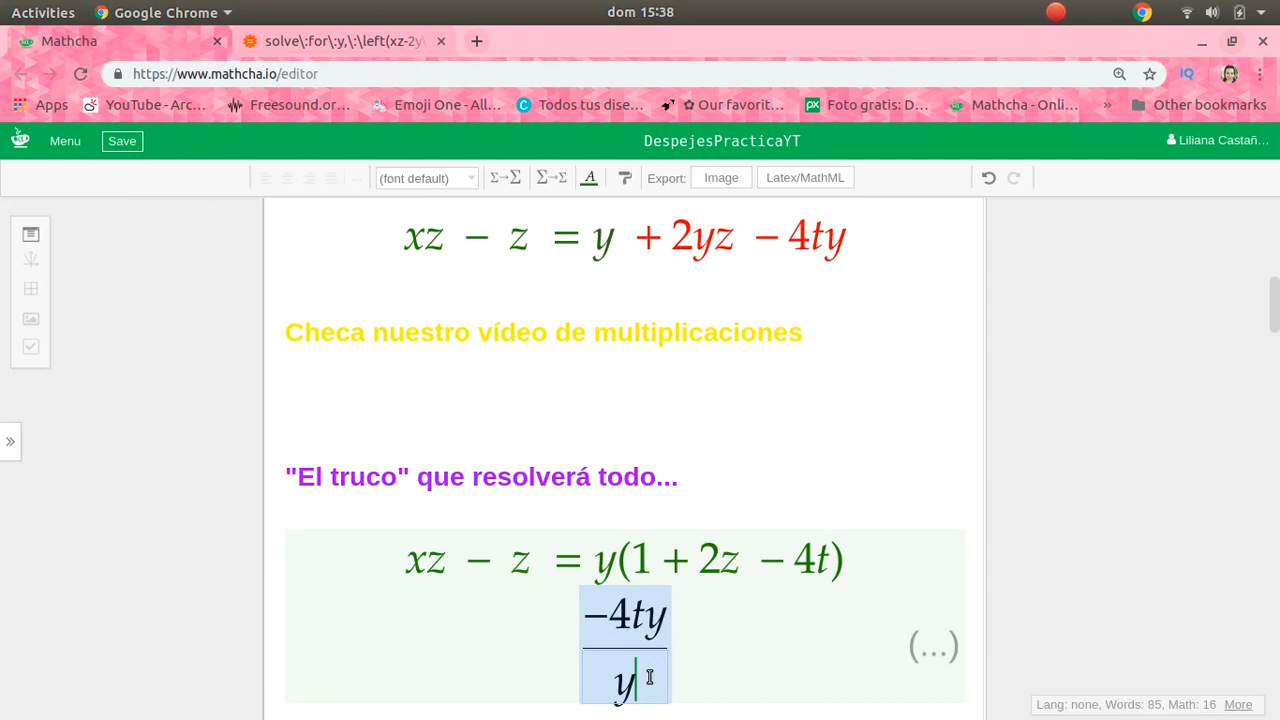 Activities Google Chrome dom 15:38
Mathcha solve\:for\:y,\:\left(xz-2y\
https://www.mathcha.io/editor
Apps YouTube - Arc... Freesound.or... Emoji One - All... Todos tus dise... ✿ Our favorit... Foto gratis: D... Mathcha - Onli... » Other bookmarks
Menu Save DespejesPracticaYT Liliana Castañ...
... (font default) Σ→Σ Σ→Σ A Export: Image Latex/MathML
xz − z = y + 2yz − 4ty
Checa nuestro vídeo de multiplicaciones
"El truco" que resolverá todo...
xz − z = y(1 + 2z − 4t)
−4ty
y
(...)
Lang: none, Words: 85, Math: 16 More